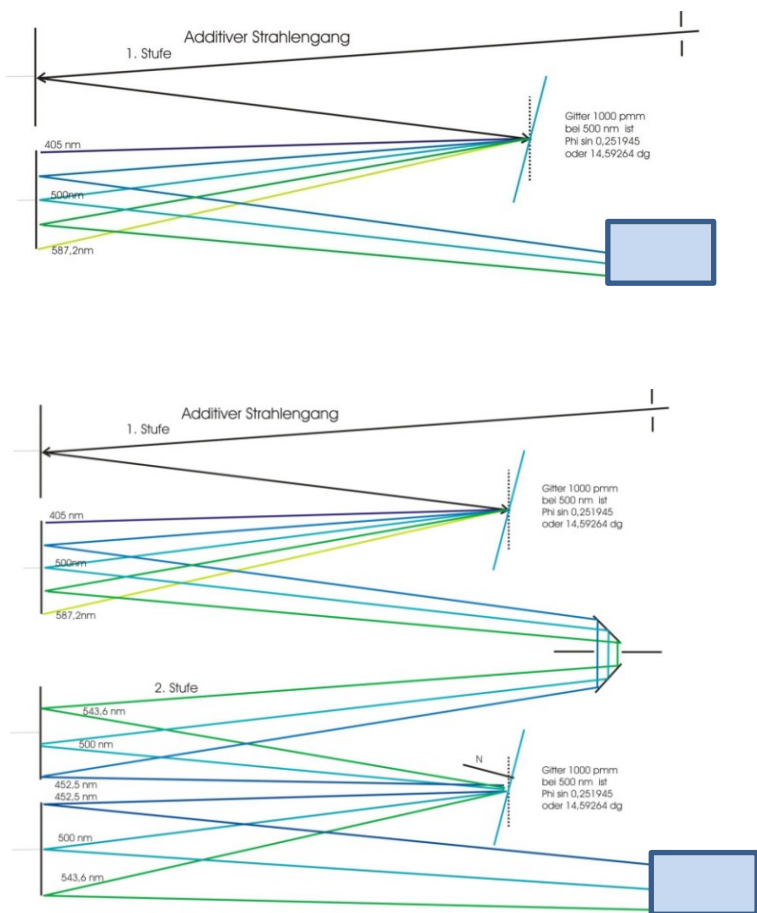 Additiver Strahlengang
1. Stufe
Gitter 1000 pmm
bei 500 nm ist
Phi sin 0,251945
oder 14,59264 dg
405 nm
500nm
587,2nm
Additiver Strahlengang
1. Stufe
Gitter 1000 pmm
bei 500 nm ist
Phi sin 0,251945
oder 14,59264 dg
405 nm
500nm
587,2nm
2. Stufe
543,6 nm
500 nm
N
452,5 nm
452,5 nm
Gitter 1000 pmm
bei 500 nm ist
Phi sin 0,251945
oder 14,59264 dg
500 nm
543,6 nm